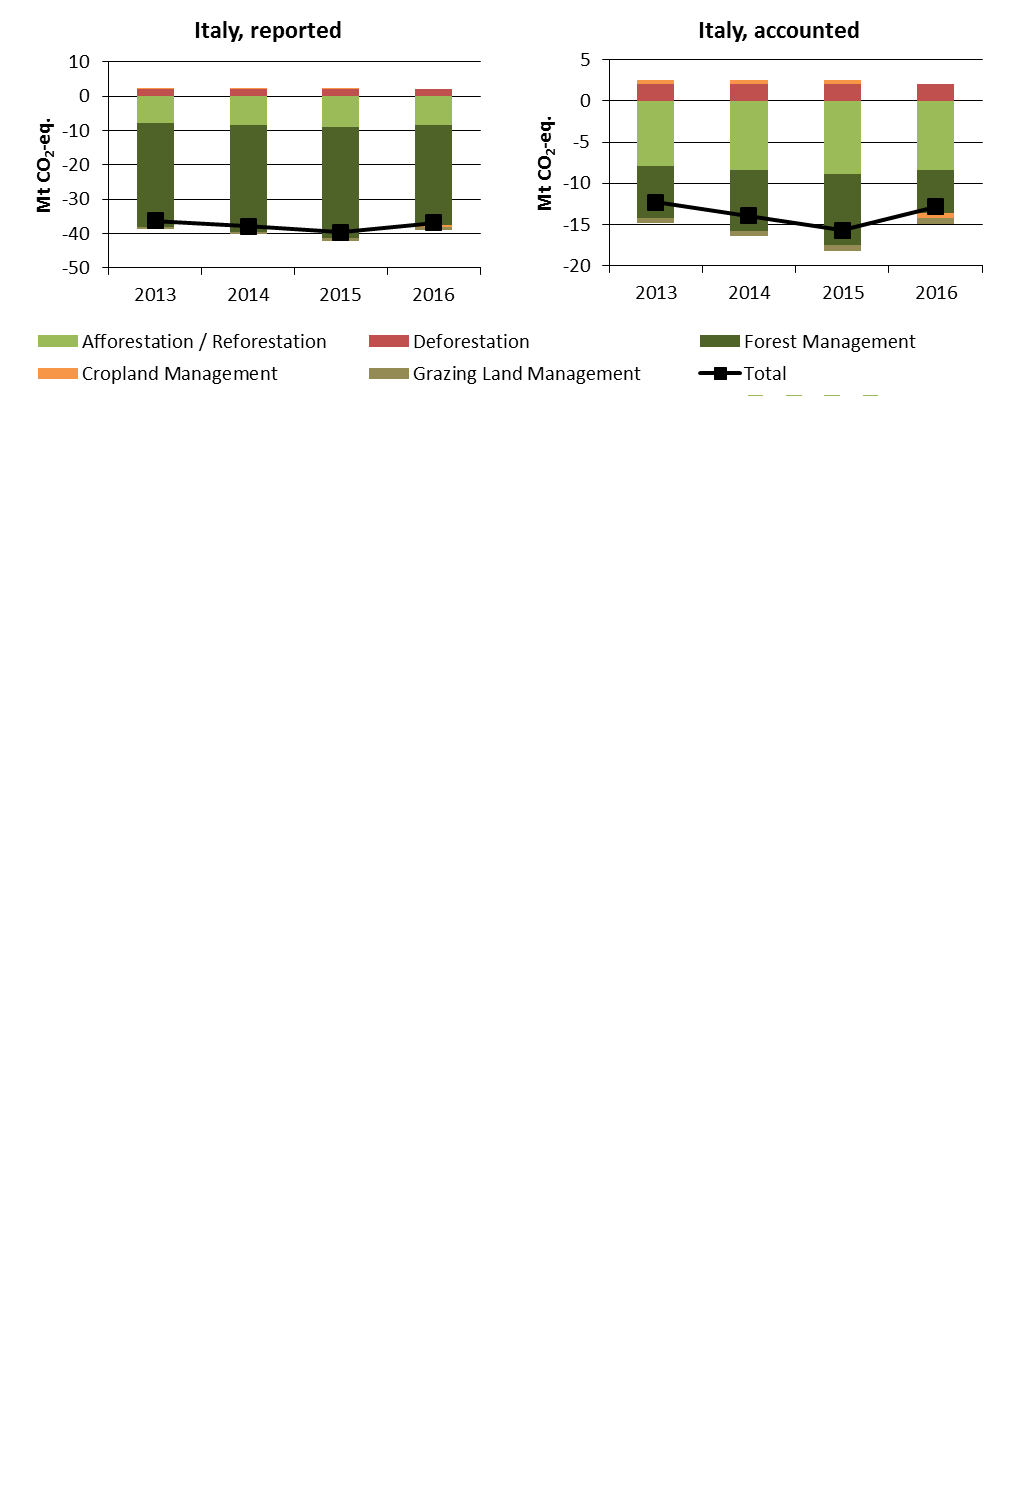 Italy, reported
10
0
-10
-20
-30
-40
-50
Mt CO₂-eq.
2013 2014 2015 2016
Italy, accounted
5
0
-5
-10
-15
-20
Mt CO₂-eq.
2013 2014 2015 2016
Afforestation / Reforestation Deforestation Forest Management
Cropland Management Grazing Land Management Total